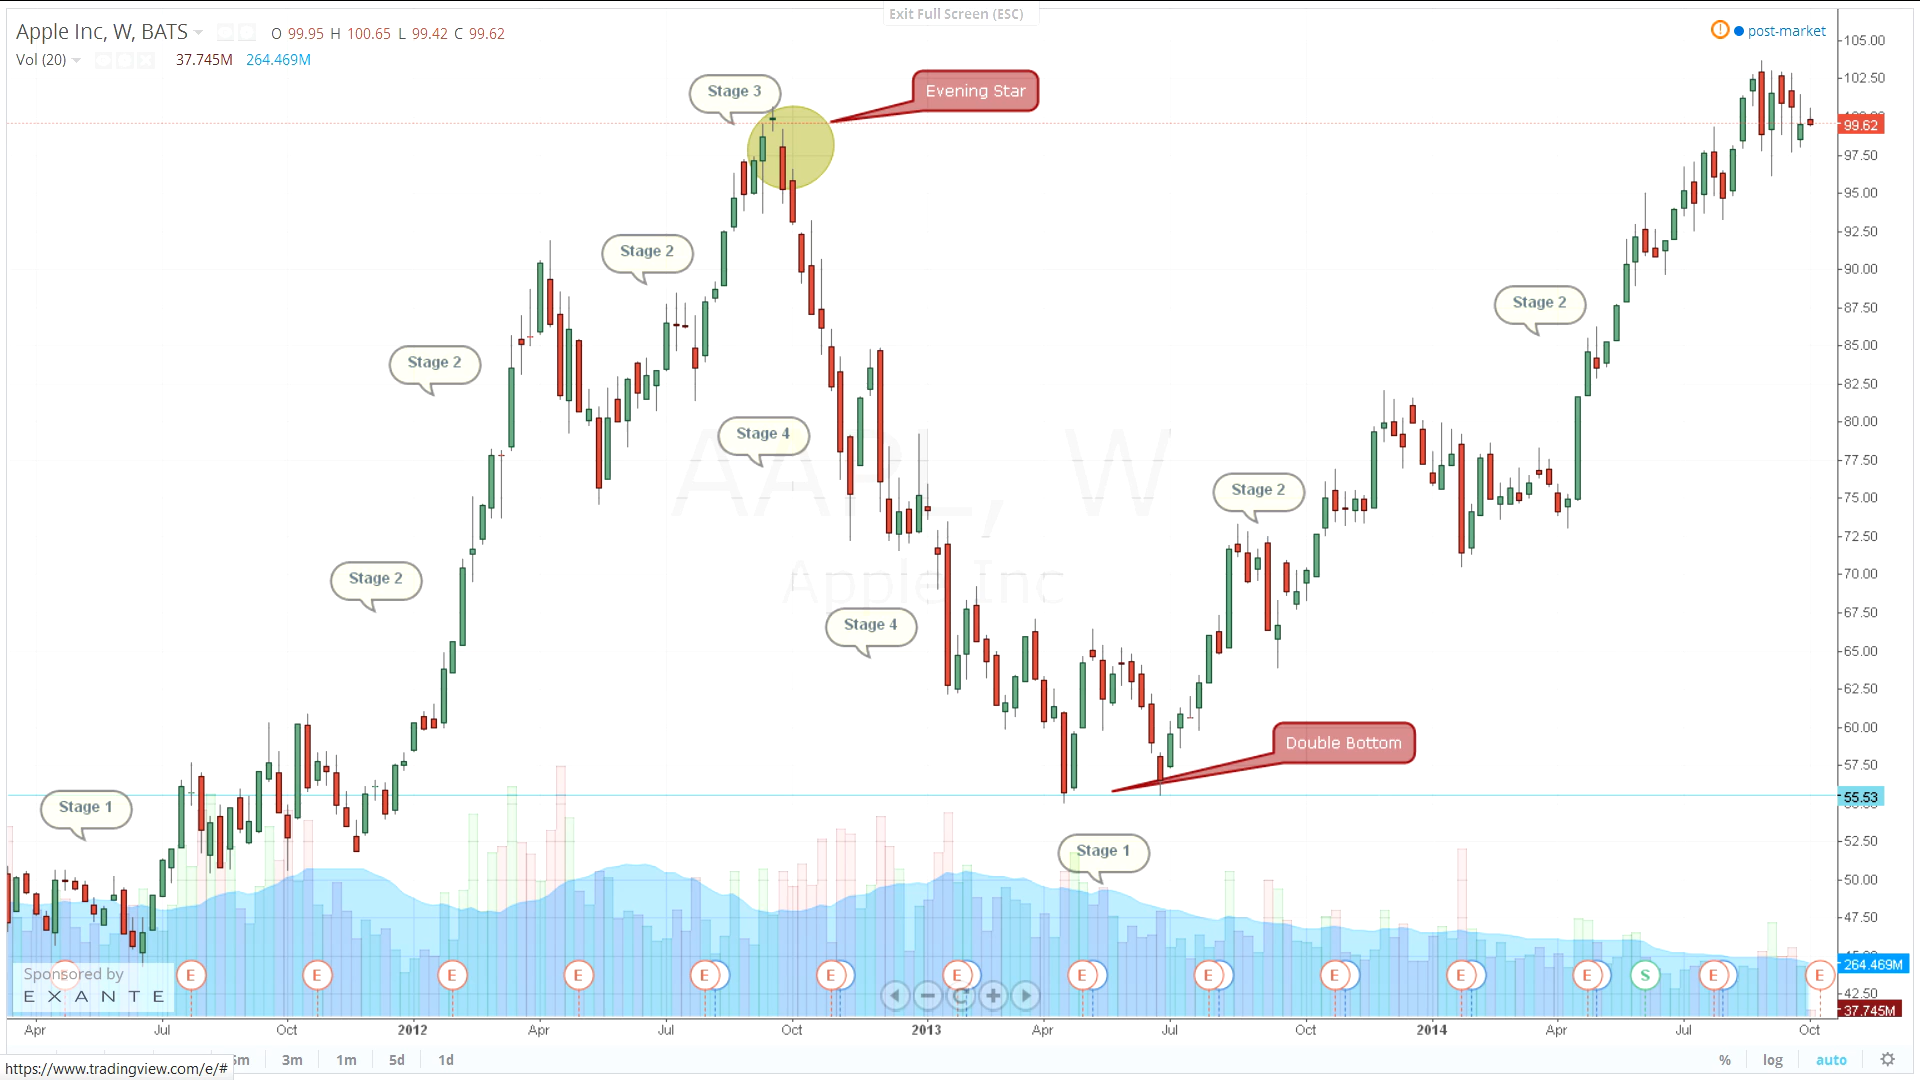 Exit Full Screen (ESC)
Apple Inc, W, BATS O 99.95 H 100.65 L 99.42 C 99.62
Vol (20) 37.745M 264.469M
post-market
Stage 3
Evening Star
Stage 2
Stage 2
Stage 2
Stage 2
Stage 4
Stage 2
Stage 4
Stage 1
Stage 1
Double Bottom
AAPL, W
Apple Inc
105.00
102.50
99.62
97.50
95.00
92.50
90.00
87.50
85.00
82.50
80.00
77.50
75.00
72.50
70.00
67.50
65.00
62.50
60.00
57.50
55.53
52.50
50.00
47.50
264.469M
42.50
37.745M
Sponsored by
EXANTE
E E E E E E E E E E E E S E E
Apr Jul Oct 2012 Apr Jul Oct 2013 Apr Jul Oct 2014 Apr Jul Oct
3m 1m 5d 1d % log auto
https://www.tradingview.com/e/#